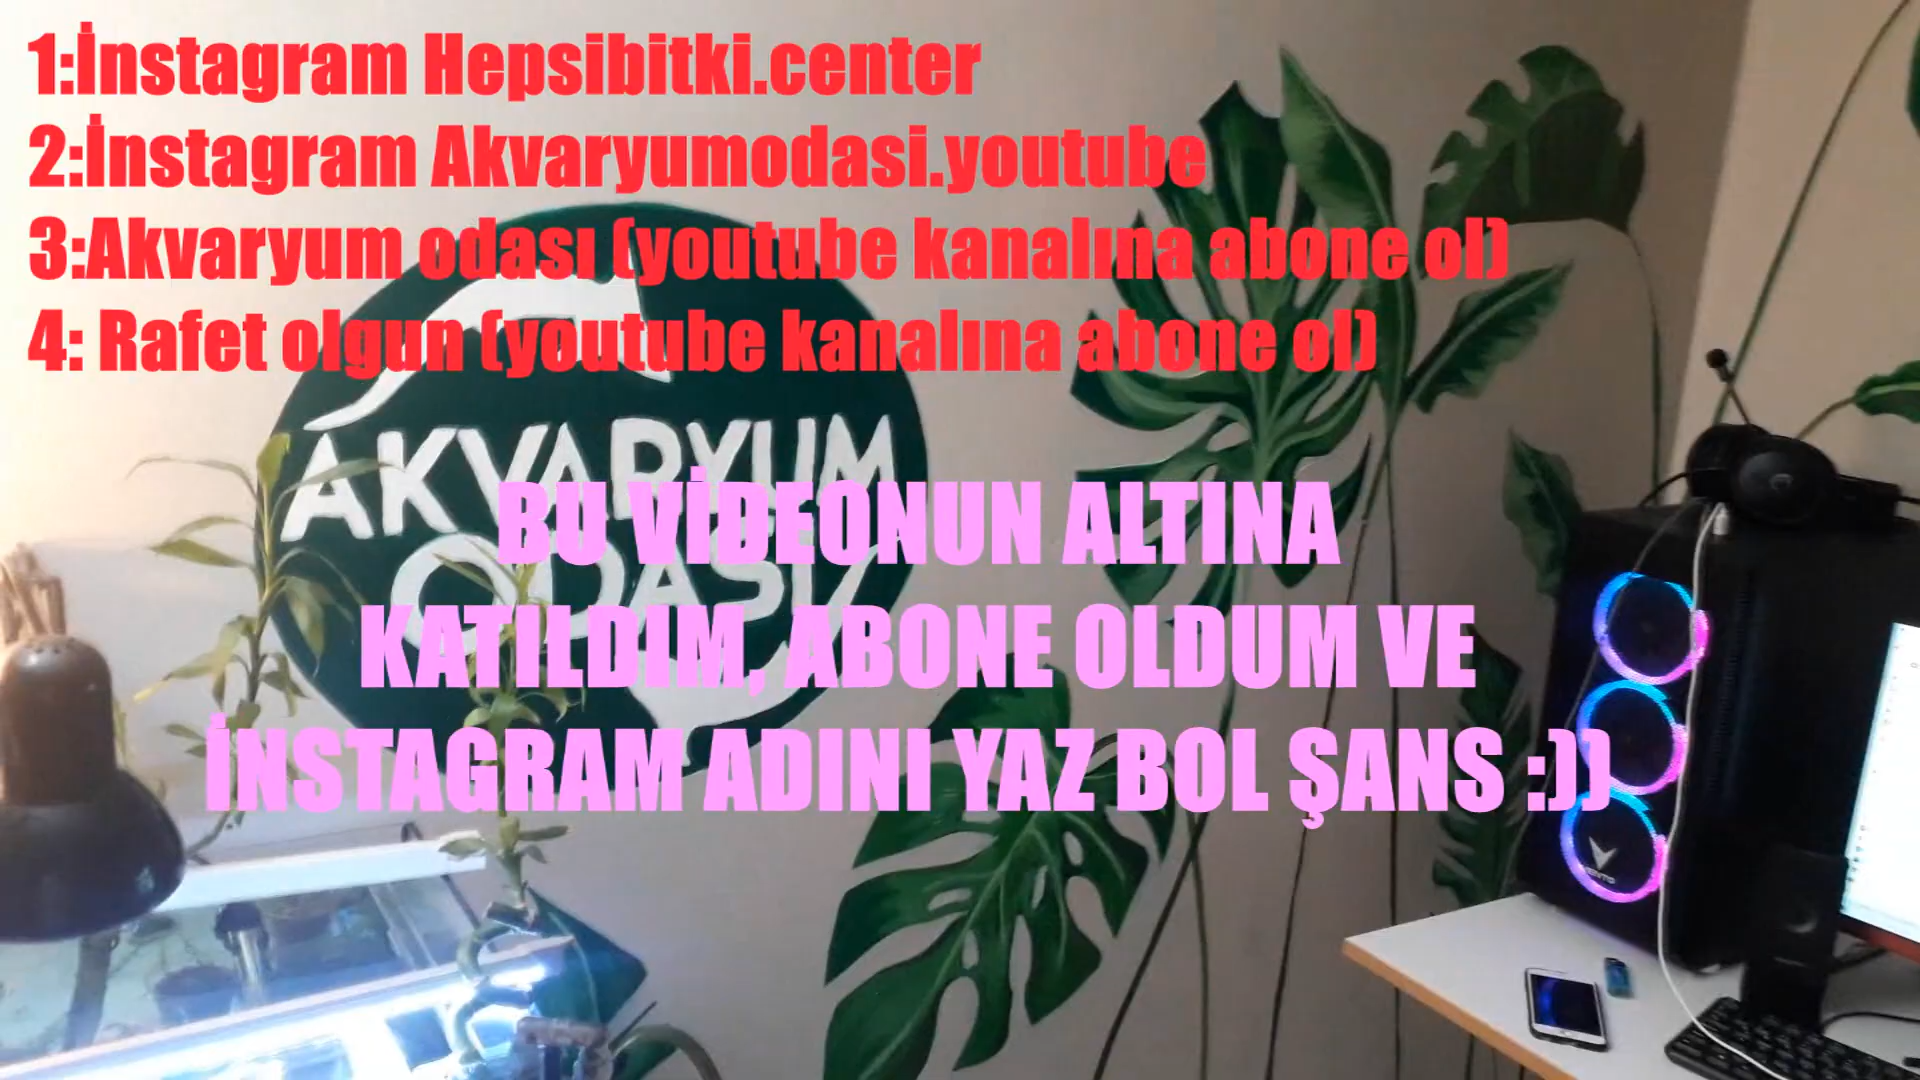 1:İnstagram Hepsibitki.center
2:İnstagram Akvaryumodasi.youtube
3:Akvaryum odası (youtube kanalına abone ol)
4: Rafet olgun (youtube kanalına abone ol)
AKVARYUM
ODASI
BU VİDEONUN ALTINA
KATILDIM, ABONE OLDUM VE
İNSTAGRAM ADINI YAZ BOL ŞANS :))